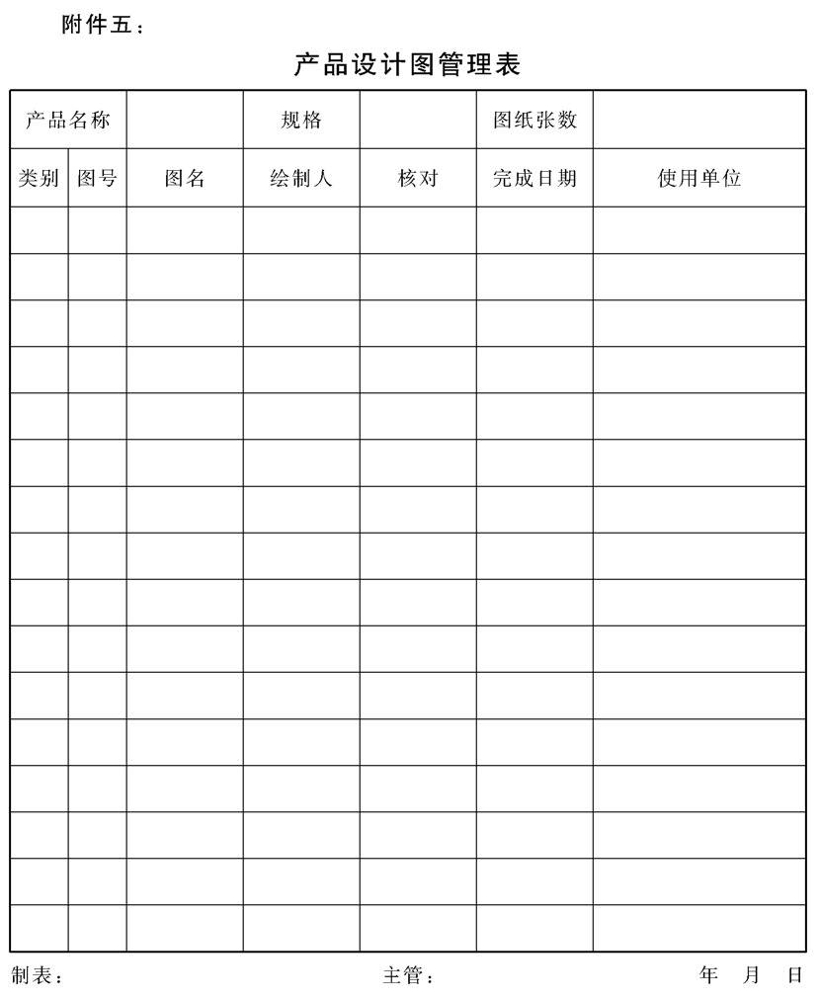 附件五：
产品设计图管理表
产品名称 规格 图纸张数
类别 图号 图名 绘制人 核对 完成日期 使用单位
制表： 主管： 年 月 日